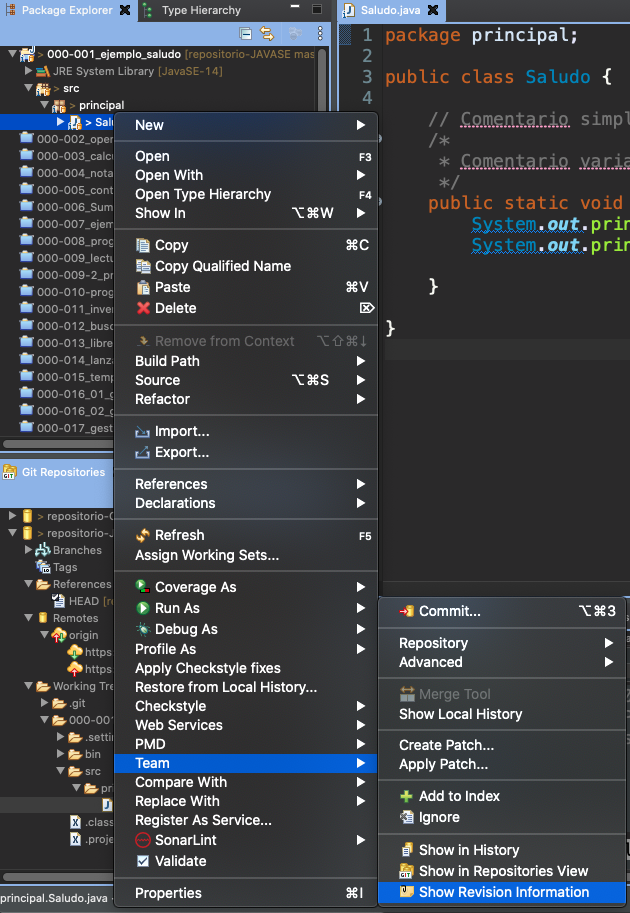 Package Explorer
Type Hierarchy
> 000-001_ejemplo_saludo [repositorio-JAVASE mas
JRE System Library [JavaSE-14]
> src
> principal
> Salu
000-002_oper
000-003_calcu
000-004_nota
000-005_cont
000-006_Sum
000-007_ejem
000-008_prog
000-009_lectu
000-009-2_pr
000-010-prog
000-011_inver
000-012_busc
000-013_libre
000-014_lanza
000-015_temp
000-016_01_g
000-016_02_g
000-017_gest
Git Repositories
> repositorio-C
> repositorio-J
Branches
Tags
References
HEAD [re
Remotes
origin
https
https
Working Tre
.git
000-001
.settin
bin
src
prin
.class
.proje
principal.Saludo.java -
Saludo.java
1 package principal;
2
3 public class Saludo {
4
// Comentario simpl
/*
* Comentario varia
*/
public static void
System.out.prin
System.out.prin
}
}
New
Open F3
Open With
Open Type Hierarchy F4
Show In ⌥⌘W
Copy ⌘C
Copy Qualified Name
Paste ⌘V
Delete ⌦
Remove from Context ⌥⇧⌘↓
Build Path
Source ⌥⌘S
Refactor
Import...
Export...
References
Declarations
Refresh F5
Assign Working Sets...
Coverage As
Run As
Debug As
Profile As
Apply Checkstyle fixes
Restore from Local History...
Checkstyle
Web Services
PMD
Team
Compare With
Replace With
Register As Service...
SonarLint
Validate
Properties ⌘I
Commit... ⌥⌘3
Repository
Advanced
Merge Tool
Show Local History
Create Patch...
Apply Patch...
Add to Index
Ignore
Show in History
Show in Repositories View
Show Revision Information